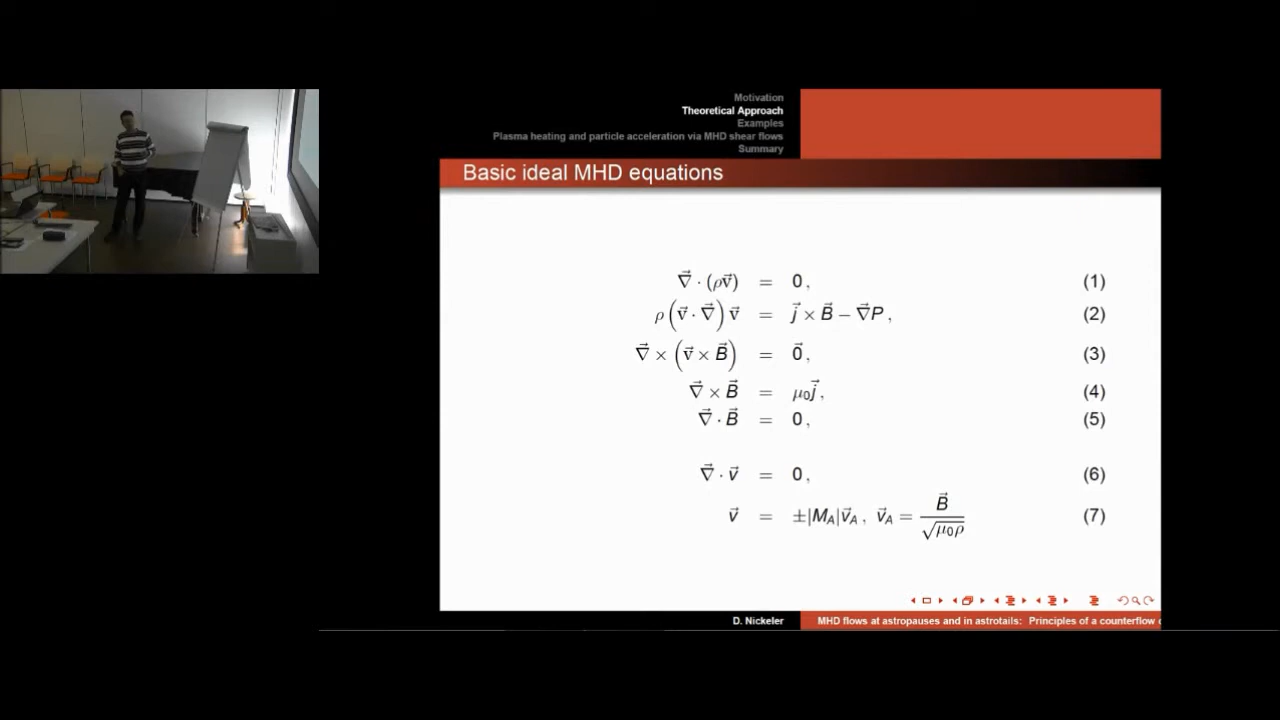 Motivation
Theoretical Approach
Examples
Plasma heating and particle acceleration via MHD shear flows
Summary
Basic ideal MHD equations
∇⃗ · (ρv⃗) = 0 , (1)
ρ (v⃗ · ∇⃗) v⃗ = j⃗ × B⃗ − ∇⃗P , (2)
∇⃗ × (v⃗ × B⃗) = 0⃗ , (3)
∇⃗ × B⃗ = μ₀j⃗ , (4)
∇⃗ · B⃗ = 0 , (5)
∇⃗ · v⃗ = 0 , (6)
v⃗ = ±|M_A|v⃗_A , v⃗_A = B⃗ / √(μ₀ρ) (7)
D. Nickeler MHD flows at astropauses and in astrotails: Principles of a counterflow